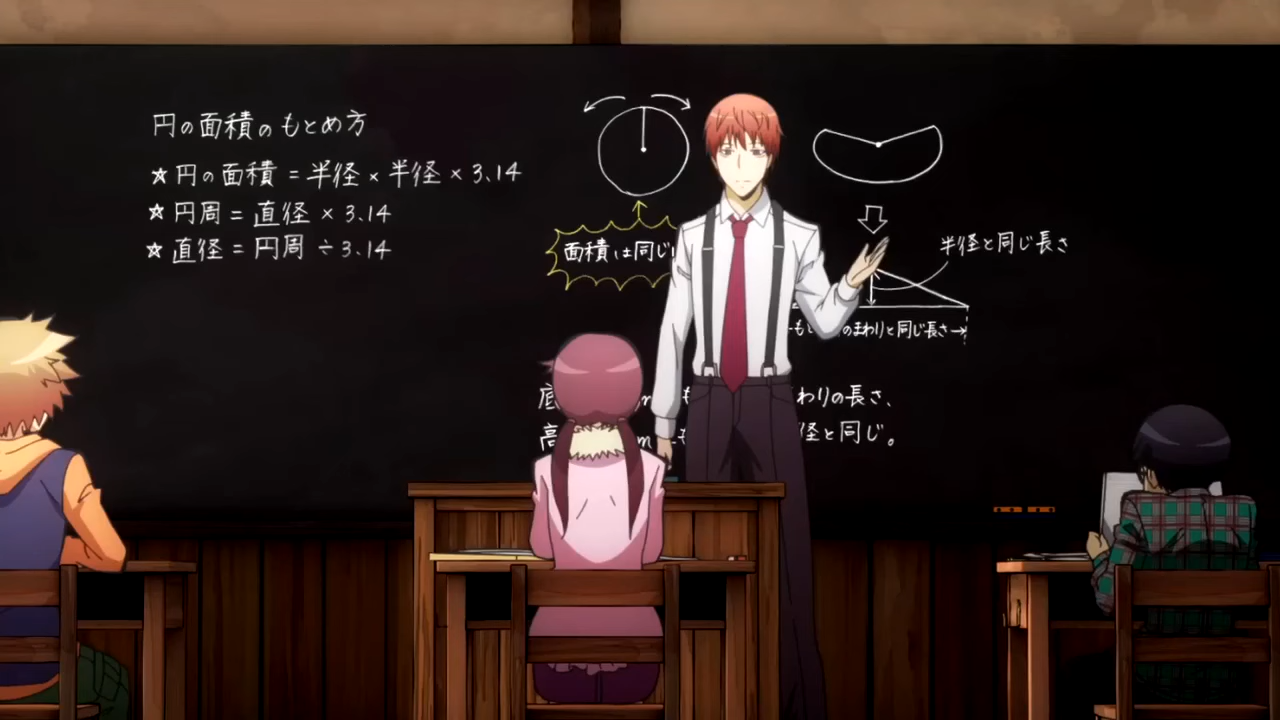 円の面積のもとめ方
☆円の面積=半径×半径×3.14
☆円周=直径×3.14
☆直径=円周÷3.14
面積は同じ
半径と同じ長さ
のまわりと同じ長さ→
わりの長さ、
径と同じ。